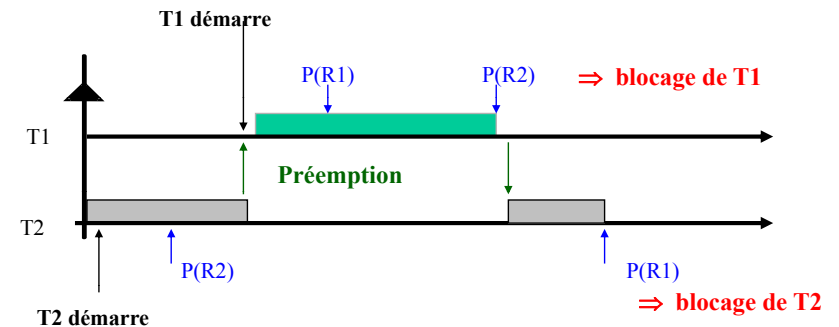 T1 démarre
P(R1)
P(R2)
⇒ blocage de T1
T1
Préemption
T2
P(R2)
P(R1)
⇒ blocage de T2
T2 démarre